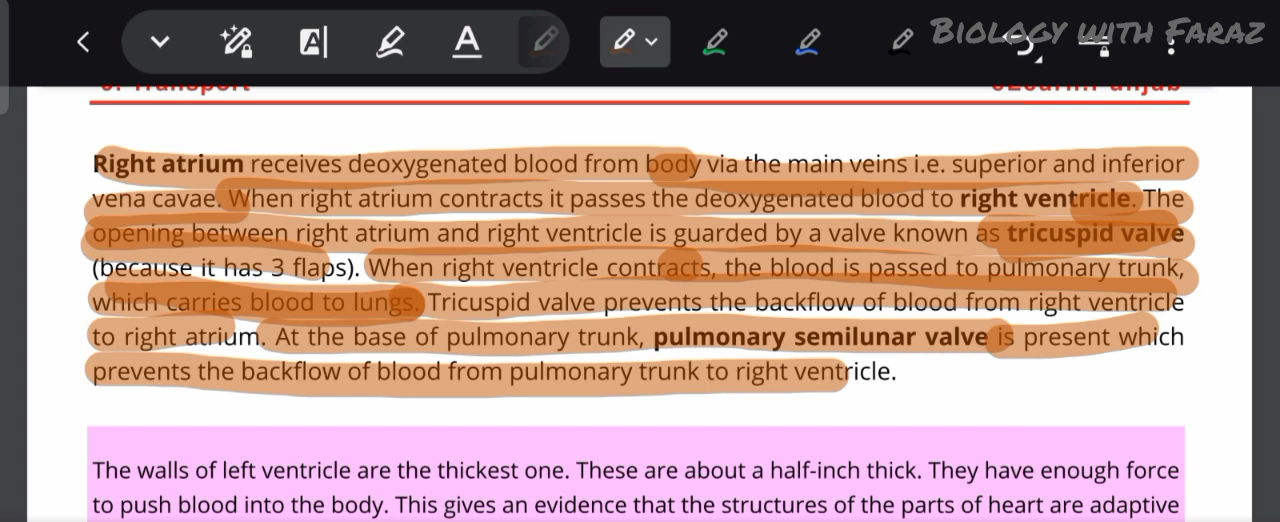 Biology with Faraz
Right atrium receives deoxygenated blood from body via the main veins i.e. superior and inferior
vena cavae. When right atrium contracts it passes the deoxygenated blood to right ventricle. The
opening between right atrium and right ventricle is guarded by a valve known as tricuspid valve
(because it has 3 flaps). When right ventricle contracts, the blood is passed to pulmonary trunk,
which carries blood to lungs. Tricuspid valve prevents the backflow of blood from right ventricle
to right atrium. At the base of pulmonary trunk, pulmonary semilunar valve is present which
prevents the backflow of blood from pulmonary trunk to right ventricle.
The walls of left ventricle are the thickest one. These are about a half-inch thick. They have enough force
to push blood into the body. This gives an evidence that the structures of the parts of heart are adaptive